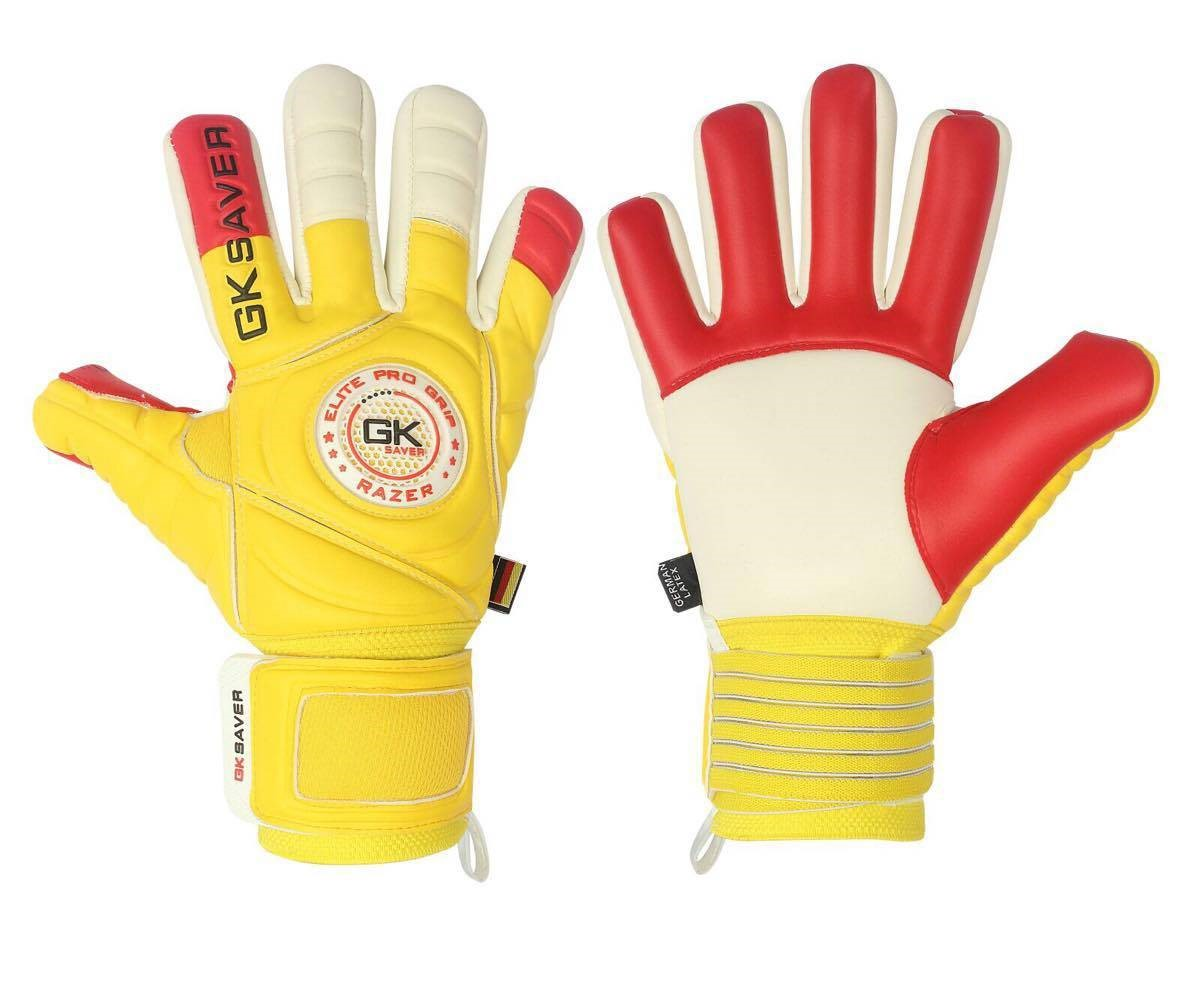 GK SAVER
ELITE PRO GRIP
GK
SAVER
RAZER
GK SAVER
GERMAN
LATEX